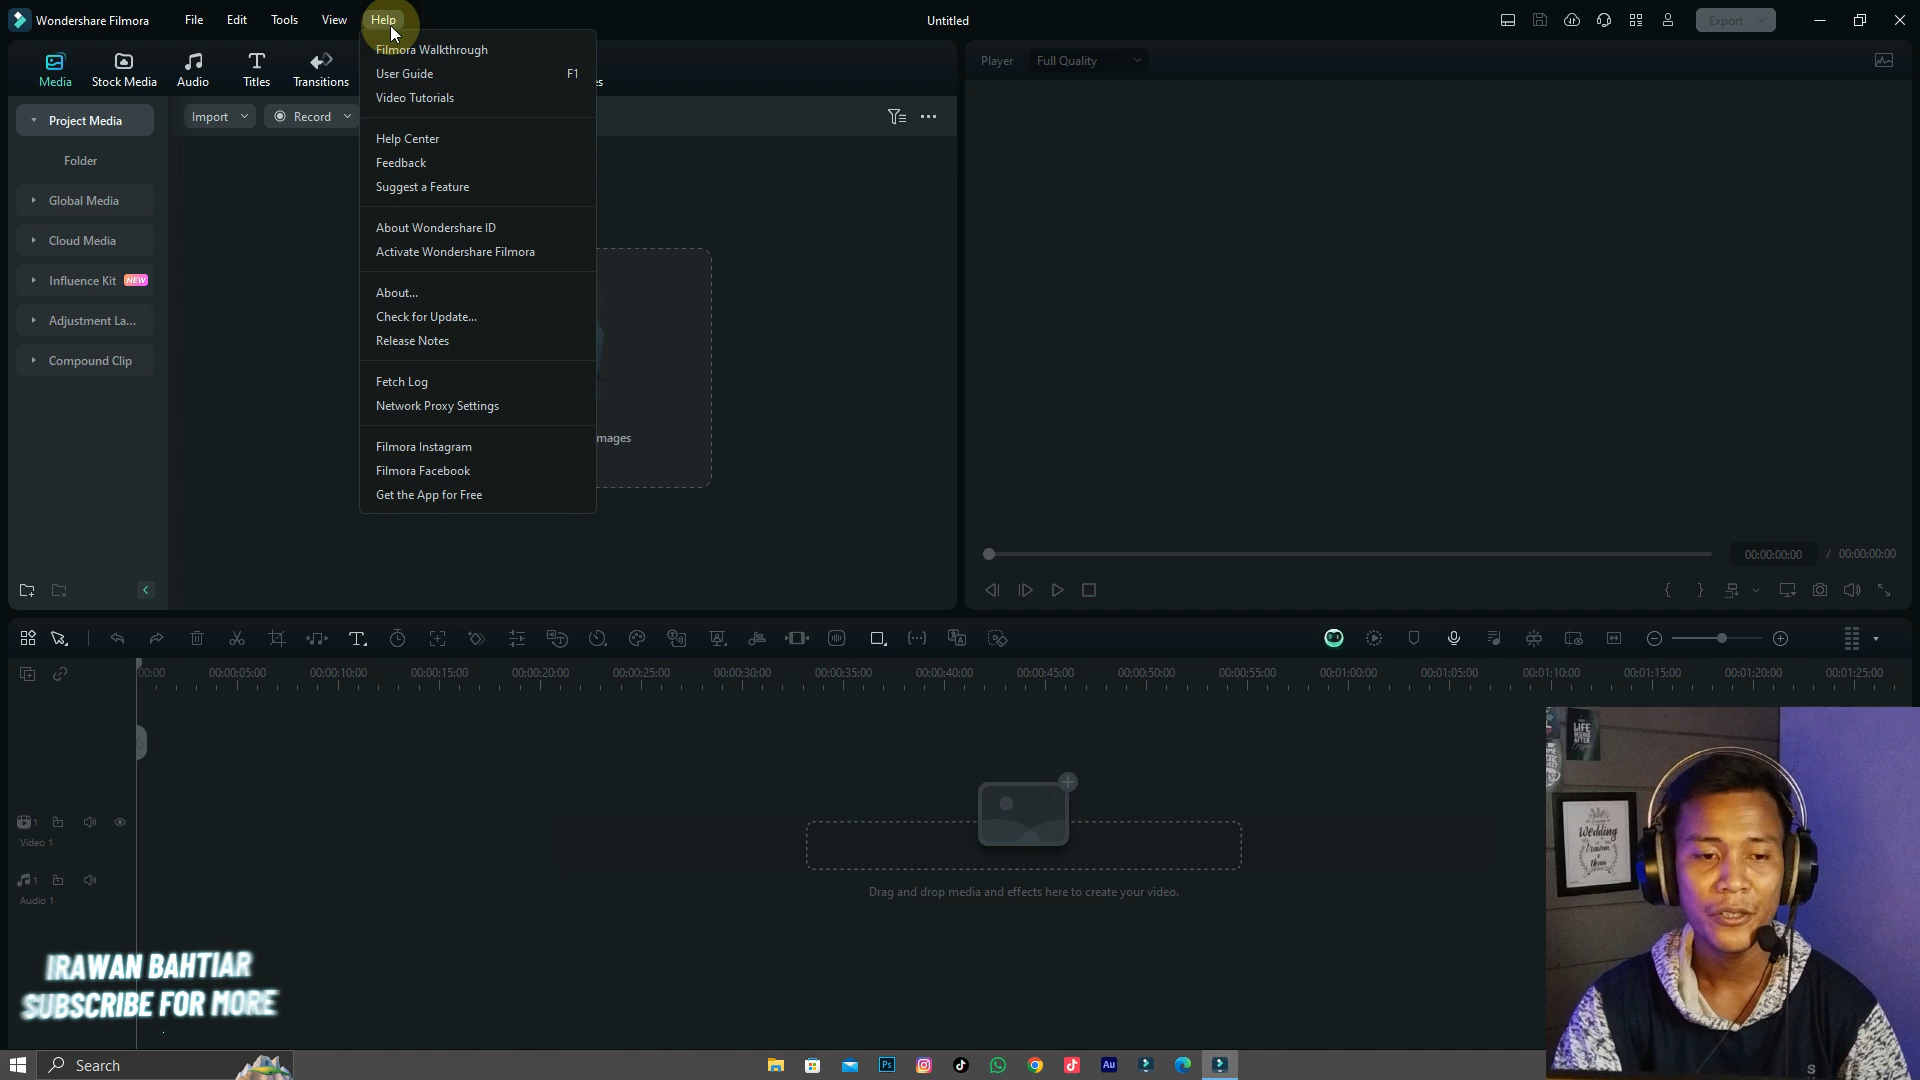 Wondershare Filmora File Edit Tools View Help Untitled Export
Media Stock Media Audio Titles Transitions
Player Full Quality
Filmora Walkthrough
User Guide F1
Video Tutorials
Help Center
Feedback
Suggest a Feature
About Wondershare ID
Activate Wondershare Filmora
About...
Check for Update...
Release Notes
Fetch Log
Network Proxy Settings
Filmora Instagram
Filmora Facebook
Get the App for Free
Import Record
Project Media
Folder
Global Media
Cloud Media
Influence Kit NEW
Adjustment La...
Compound Clip
mages
00:00:00:00 / 00:00:00:00
00:00 00:00:05:00 00:00:10:00 00:00:15:00 00:00:20:00 00:00:25:00 00:00:30:00 00:00:35:00 00:00:40:00 00:00:45:00 00:00:50:00 00:00:55:00 00:01:00:00 00:01:05:00 00:01:10:00 00:01:15:00 00:01:20:00 00:01:25:00
1
Video 1
1
Audio 1
Drag and drop media and effects here to create your video.
IRAWAN BAHTIAR
SUBSCRIBE FOR MORE
LIFE
AFTER
Wedding
Search
Ps
Au
S